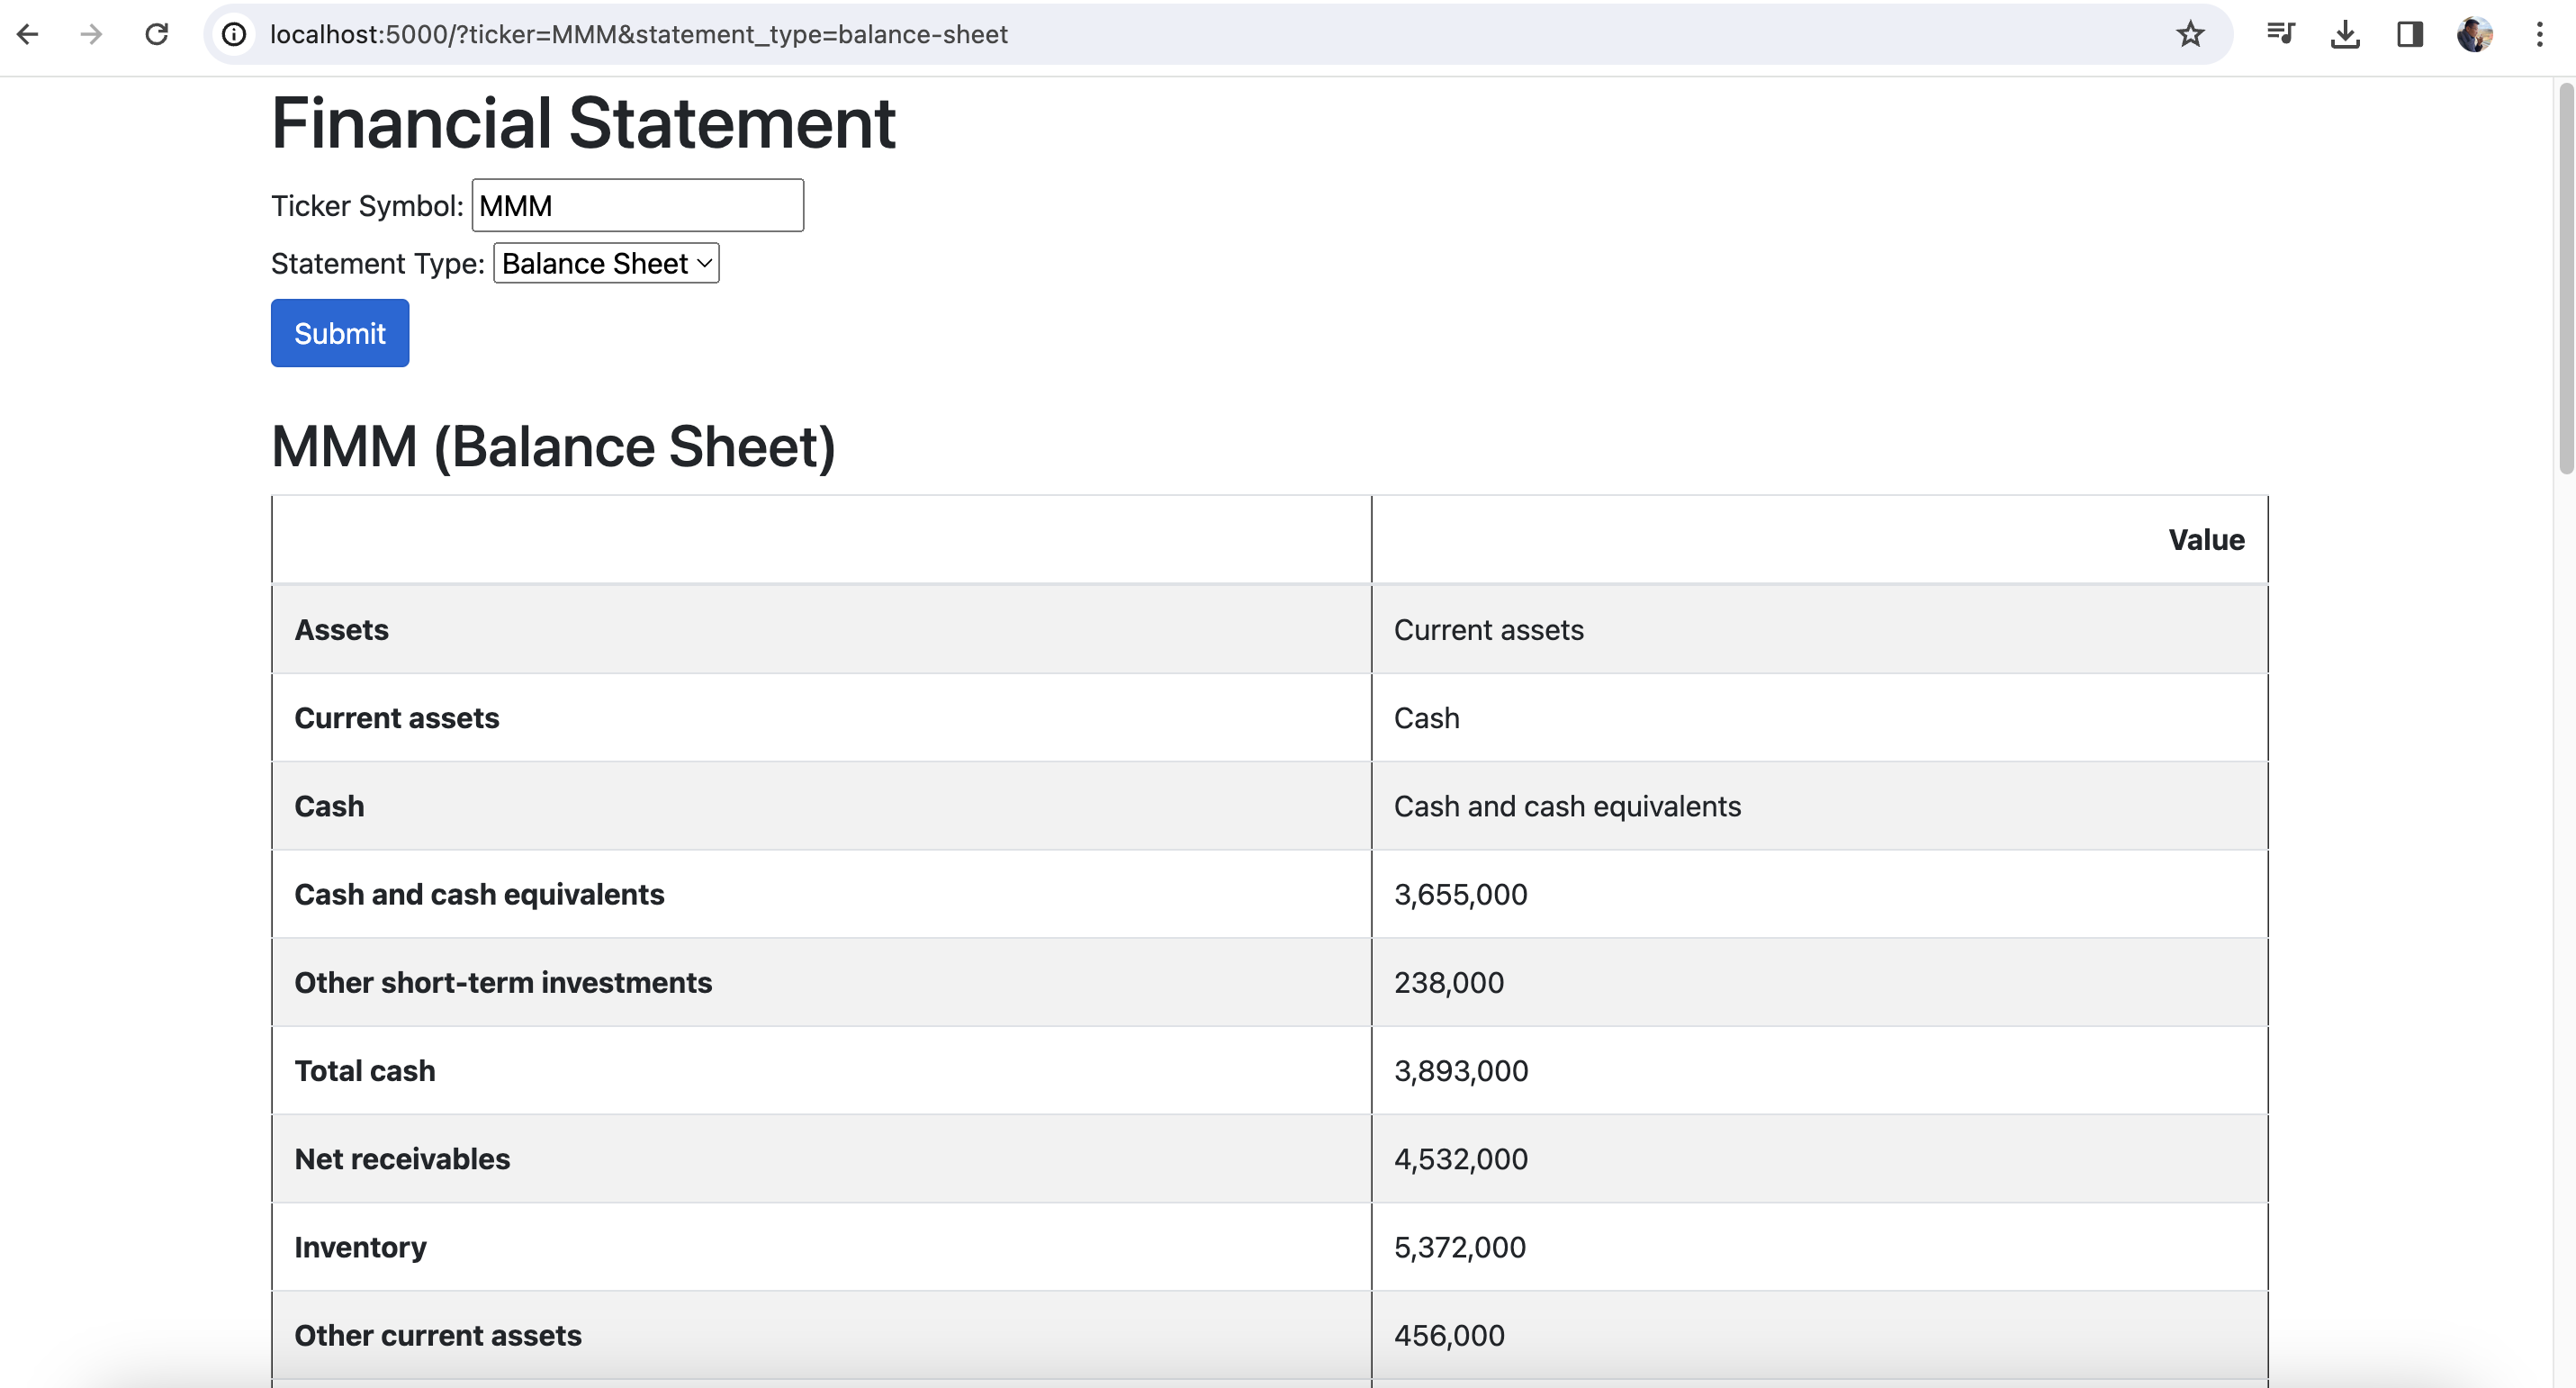 localhost:5000/?ticker=MMM&statement_type=balance-sheet
Financial Statement
Ticker Symbol: MMM
Statement Type: Balance Sheet
Submit
MMM (Balance Sheet)
Value
Assets Current assets
Current assets Cash
Cash Cash and cash equivalents
Cash and cash equivalents 3,655,000
Other short-term investments 238,000
Total cash 3,893,000
Net receivables 4,532,000
Inventory 5,372,000
Other current assets 456,000